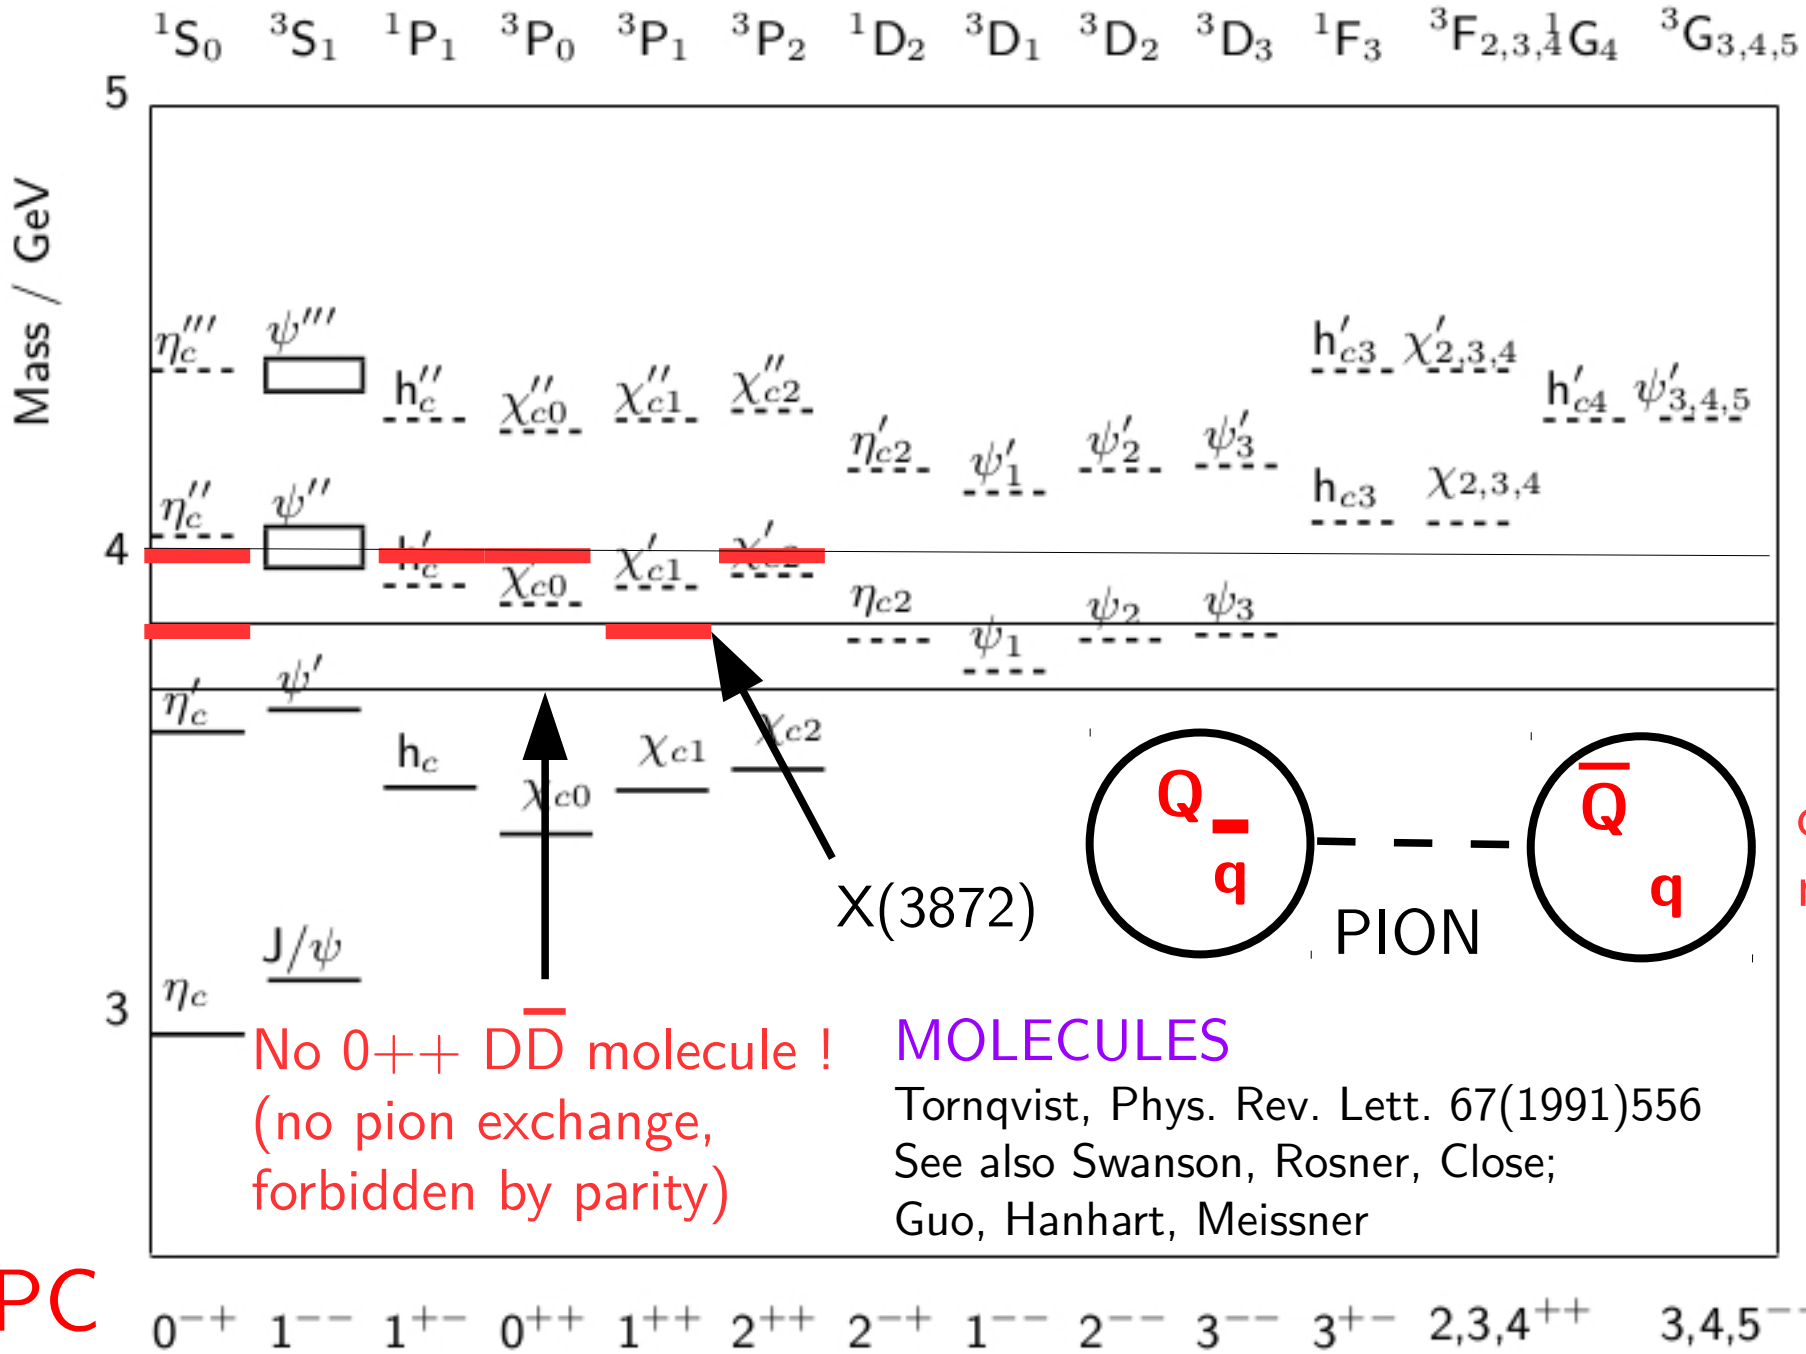 ¹S₀ ³S₁ ¹P₁ ³P₀ ³P₁ ³P₂ ¹D₂ ³D₁ ³D₂ ³D₃ ¹F₃ ³F₂,₃,₄ ¹G₄ ³G₃,₄,₅
5
Mass / GeV
η‴c ψ‴ h″c χ″c0 χ″c1 χ″c2 h′c3 χ′2,3,4 h′c4 ψ′3,4,5
η′c2 ψ′1 ψ′2 ψ′3
η″c ψ″ hc3 χ2,3,4
4
h′c χc0 χ′c1 χ′c2 ηc2 ψ1 ψ2 ψ3
η′c ψ′
hc χc0 χc1 χc2
Q q̄
Q̄ q
PION
X(3872)
J/ψ
ηc
3
No 0++ DD̄ molecule !
(no pion exchange,
forbidden by parity)
MOLECULES
Tornqvist, Phys. Rev. Lett. 67(1991)556
See also Swanson, Rosner, Close;
Guo, Hanhart, Meissner
PC
0⁻⁺ 1⁻⁻ 1⁺⁻ 0⁺⁺ 1⁺⁺ 2⁺⁺ 2⁻⁺ 1⁻⁻ 2⁻⁻ 3⁻⁻ 3⁺⁻ 2,3,4⁺⁺ 3,4,5⁻⁻